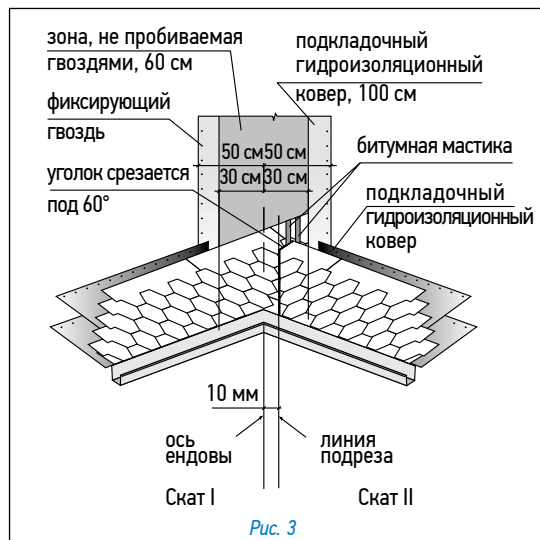 зона, не пробиваемая
гвоздями, 60 см
подкладочный
гидроизоляционный
ковер, 100 см
фиксирующий
гвоздь
битумная мастика
50 см 50 см
30 см 30 см
уголок срезается
под 60°
подкладочный
гидроизоляционный
ковер
10 мм
ось
ендовы
линия
подреза
Скат I
Скат II
Рис. 3